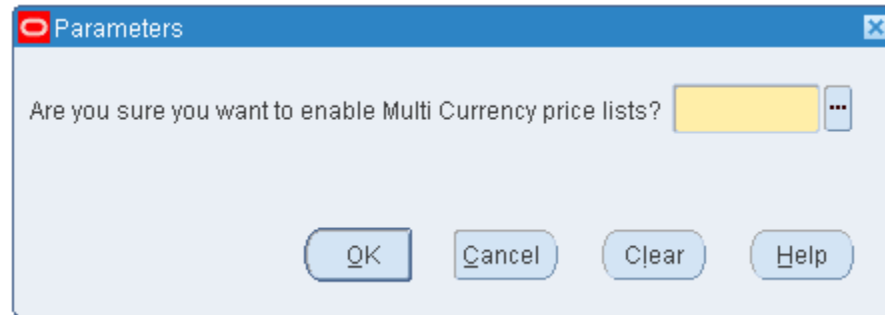 Parameters
Are you sure you want to enable Multi Currency price lists?
OK Cancel Clear Help